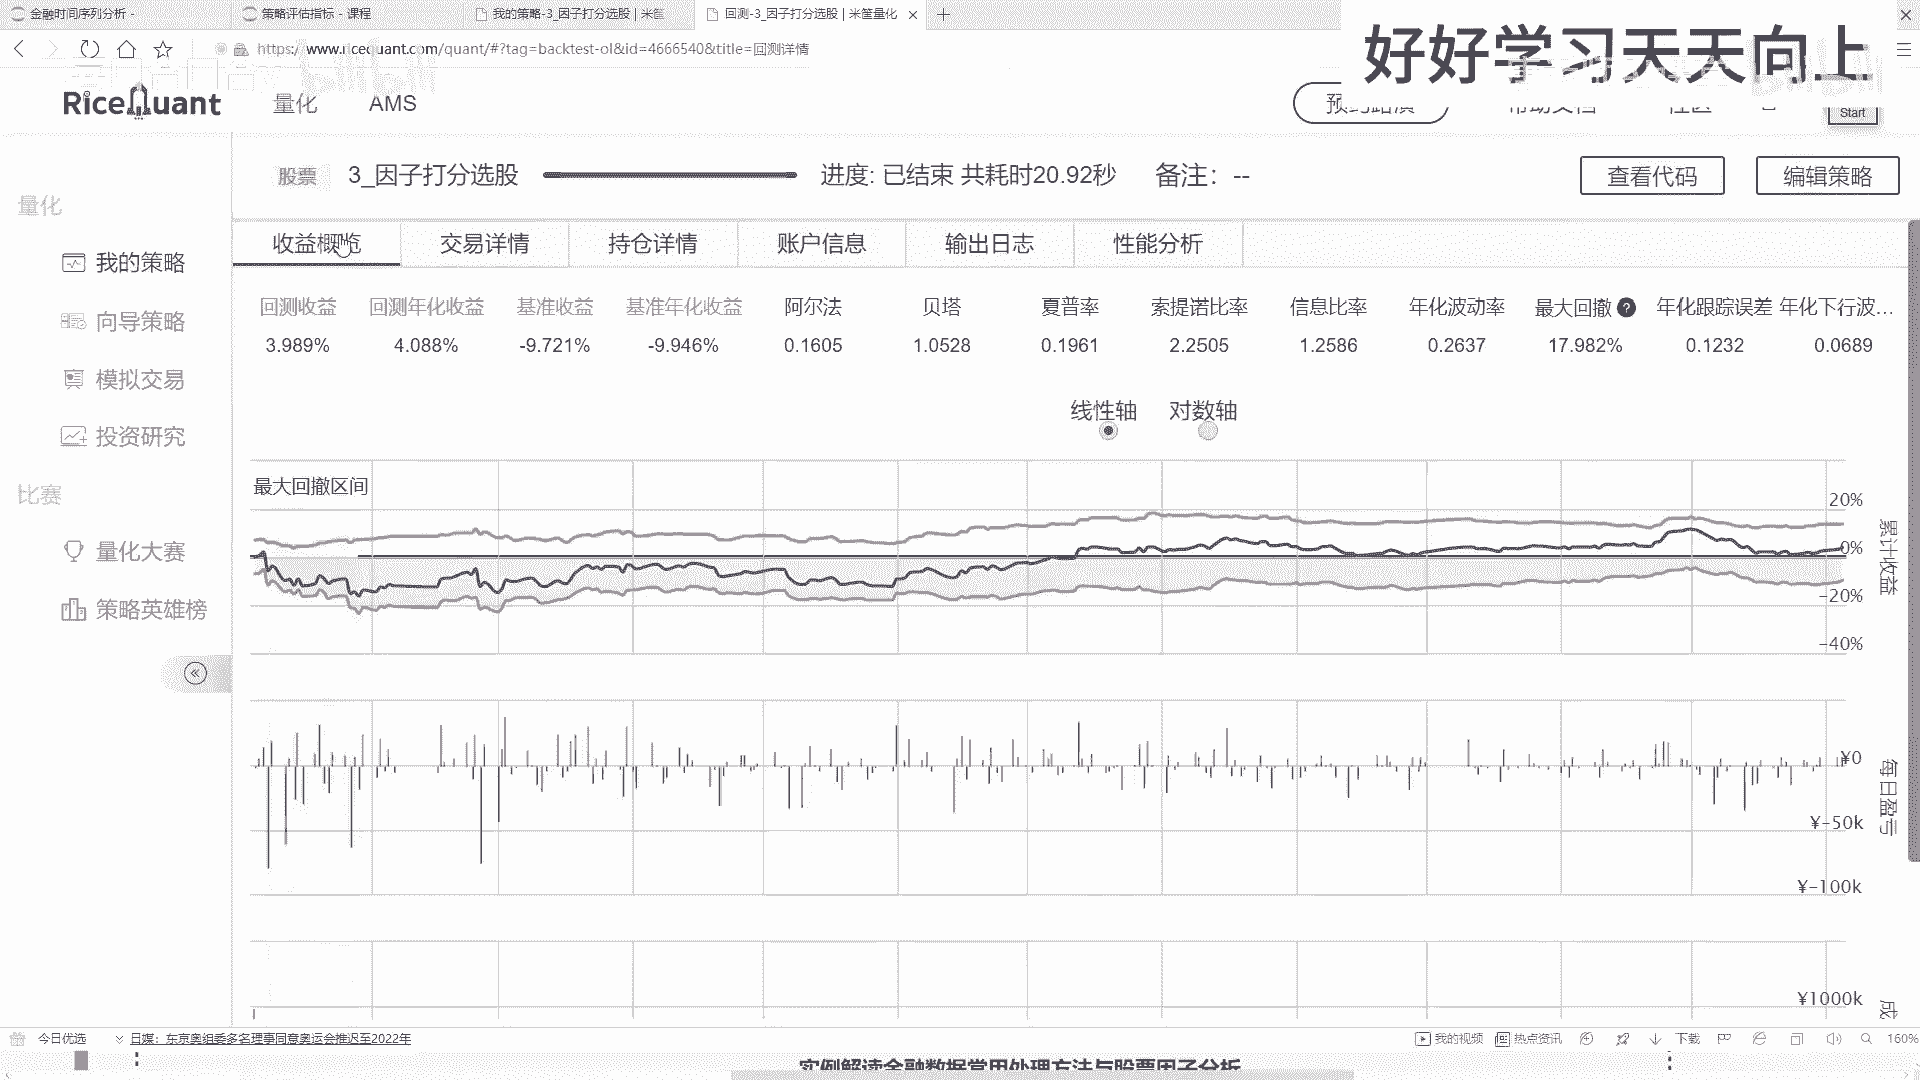 金融时间序列分析 -
策略评估指标 - 课程
我的策略-3_因子打分选股 | 米筐
回测-3_因子打分选股 | 米筐量化
https://www.ricequant.com/quant/#?tag=backtest-ol&id=4666540&title=回测详情
好好学习天天向上
RiceQuant
量化
AMS
Start
股票
3_因子打分选股
进度: 已结束 共耗时20.92秒
备注：--
查看代码
编辑策略
量化
我的策略
向导策略
模拟交易
投资研究
比赛
量化大赛
策略英雄榜
收益概览 交易详情 持仓详情 账户信息 输出日志 性能分析
回测收益 回测年化收益 基准收益 基准年化收益 阿尔法 贝塔 夏普率 索提诺比率 信息比率 年化波动率 最大回撤 ? 年化跟踪误差 年化下行波...
3.989% 4.088% -9.721% -9.946% 0.1605 1.0528 0.1961 2.2505 1.2586 0.2637 17.982% 0.1232 0.0689
线性轴 对数轴
最大回撤区间
20%
0%
-20%
-40%
累计收益
¥0
¥-50k
¥-100k
每日盈亏
¥1000k
成
今日优选
日媒：东京奥组委多名理事同意奥运会推迟至2022年
我的视频
热点资讯
下载
160%
实例解读金融数据常用处理方法与股票因子分析